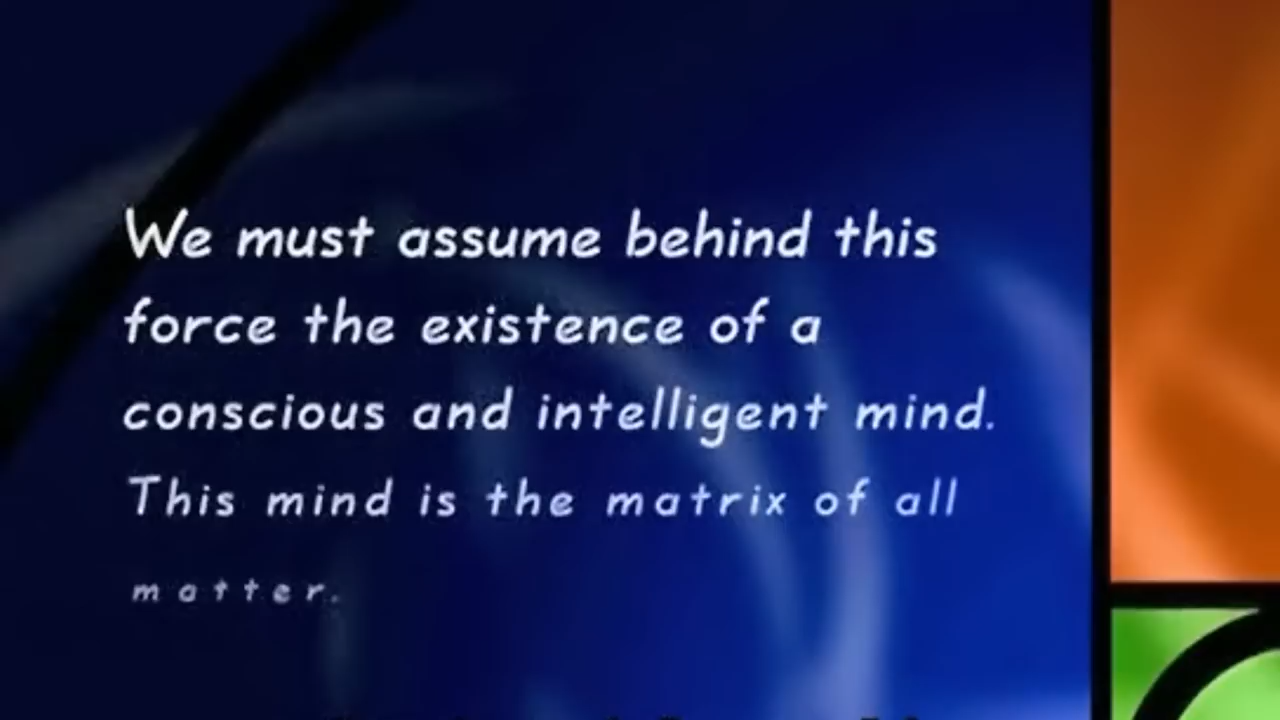 We must assume behind this
force the existence of a
conscious and intelligent mind.
This mind is the matrix of all
matter.